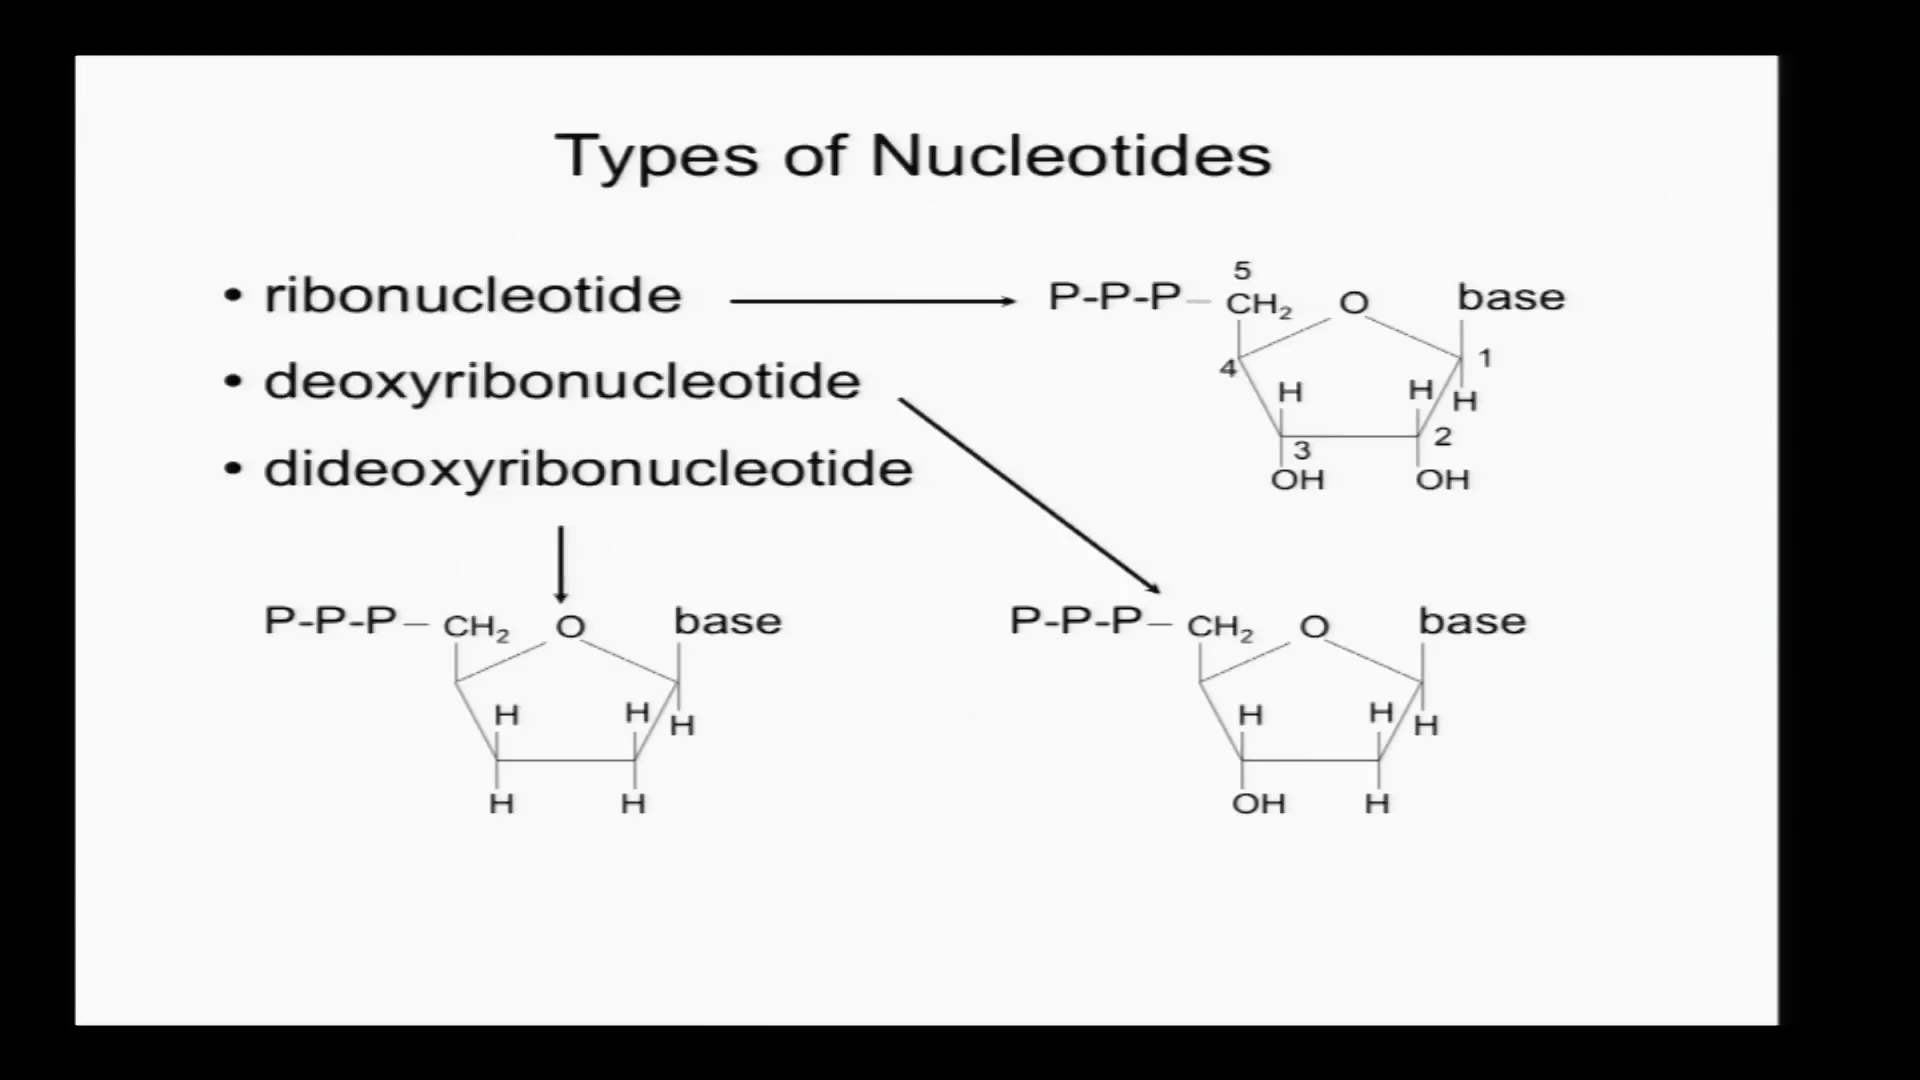 Types of Nucleotides
• ribonucleotide
• deoxyribonucleotide
• dideoxyribonucleotide
5
P-P-P CH₂ O base
4 1
H H H
3 2
OH OH
P-P-P CH₂ O base
H H H
H H
P-P-P CH₂ O base
H H H
OH H